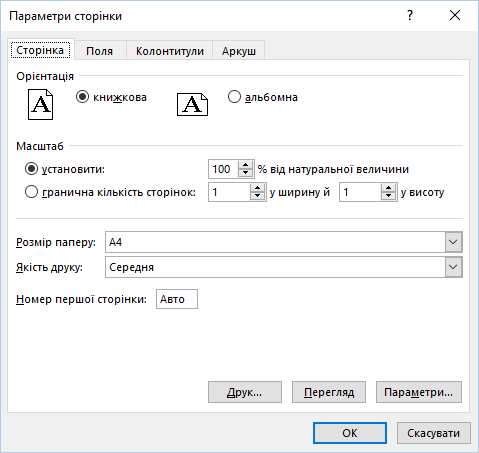 Параметри сторінки ?
Сторінка Поля Колонтитули Аркуш
Орієнтація
A книжкова A альбомна
Масштаб
установити: 100 % від натуральної величини
гранична кількість сторінок: 1 у ширину й 1 у висоту
Розмір паперу: A4
Якість друку: Середня
Номер першої сторінки: Авто
Друк... Перегляд Параметри...
ОК Скасувати